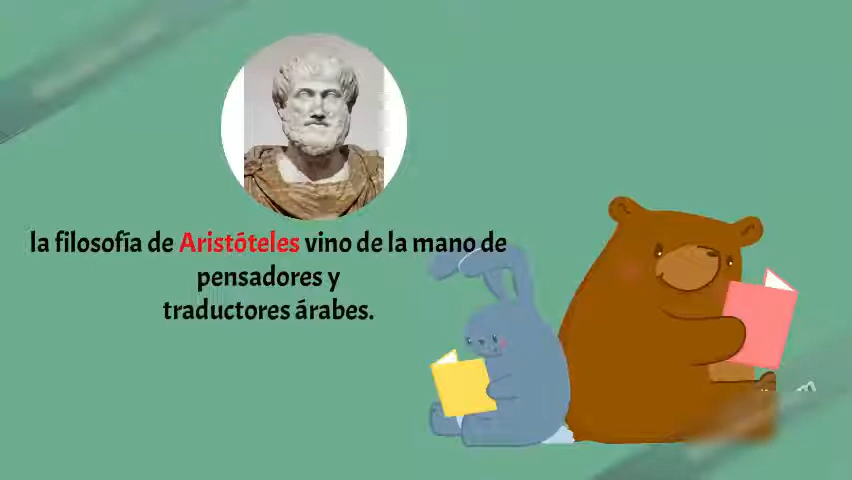 la filosofía de Aristóteles vino de la mano de
pensadores y
traductores árabes.